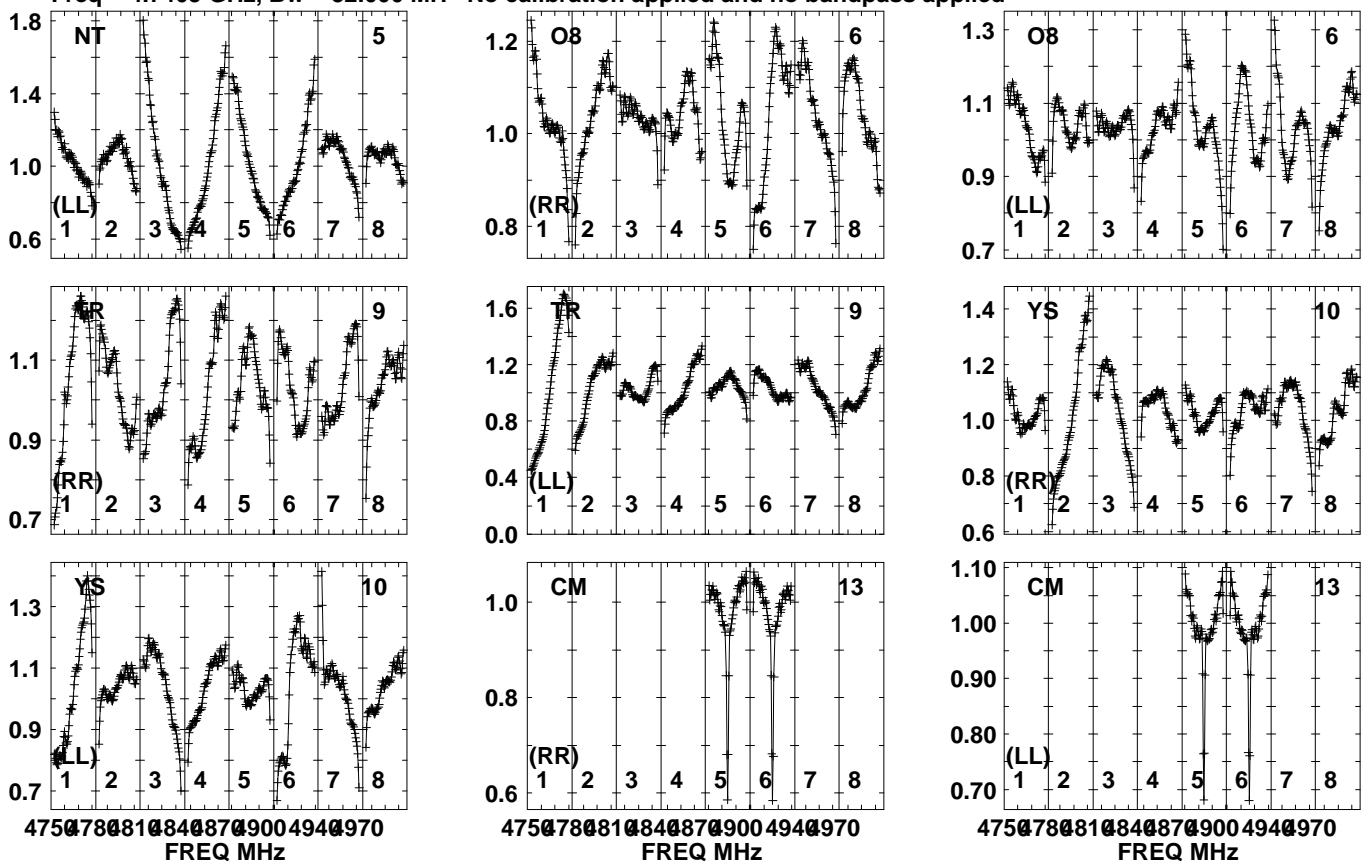 No calibration applied and no bandpass applied
1.8 NT 5
1.4
1.0
(LL)
0.6 1 2 3 4 5 6 7 8
1.2 O8 6
1.0
(RR)
0.8 1 2 3 4 5 6 7 8
1.3 O8 6
1.1
0.9
(LL)
0.7 1 2 3 4 5 6 7 8
TR 9
1.1
0.9
(RR)
0.7 1 2 3 4 5 6 7 8
1.6 TR 9
1.2
0.8
0.4 (LL)
0.0 1 2 3 4 5 6 7 8
1.4 YS 10
1.2
1.0
0.8
(RR)
0.6 1 2 3 4 5 6 7 8
YS 10
1.3
1.1
0.9
(LL)
0.7 1 2 3 4 5 6 7 8
4750 4780 4810 4840 4870 4900 4940 4970
FREQ MHz
CM 13
1.0
0.8
(RR)
0.6 1 2 3 4 5 6 7 8
4750 4780 4810 4840 4870 4900 4940 4970
FREQ MHz
1.10 CM 13
1.00
0.90
0.80
(LL)
0.70 1 2 3 4 5 6 7 8
4750 4780 4810 4840 4870 4900 4940 4970
FREQ MHz